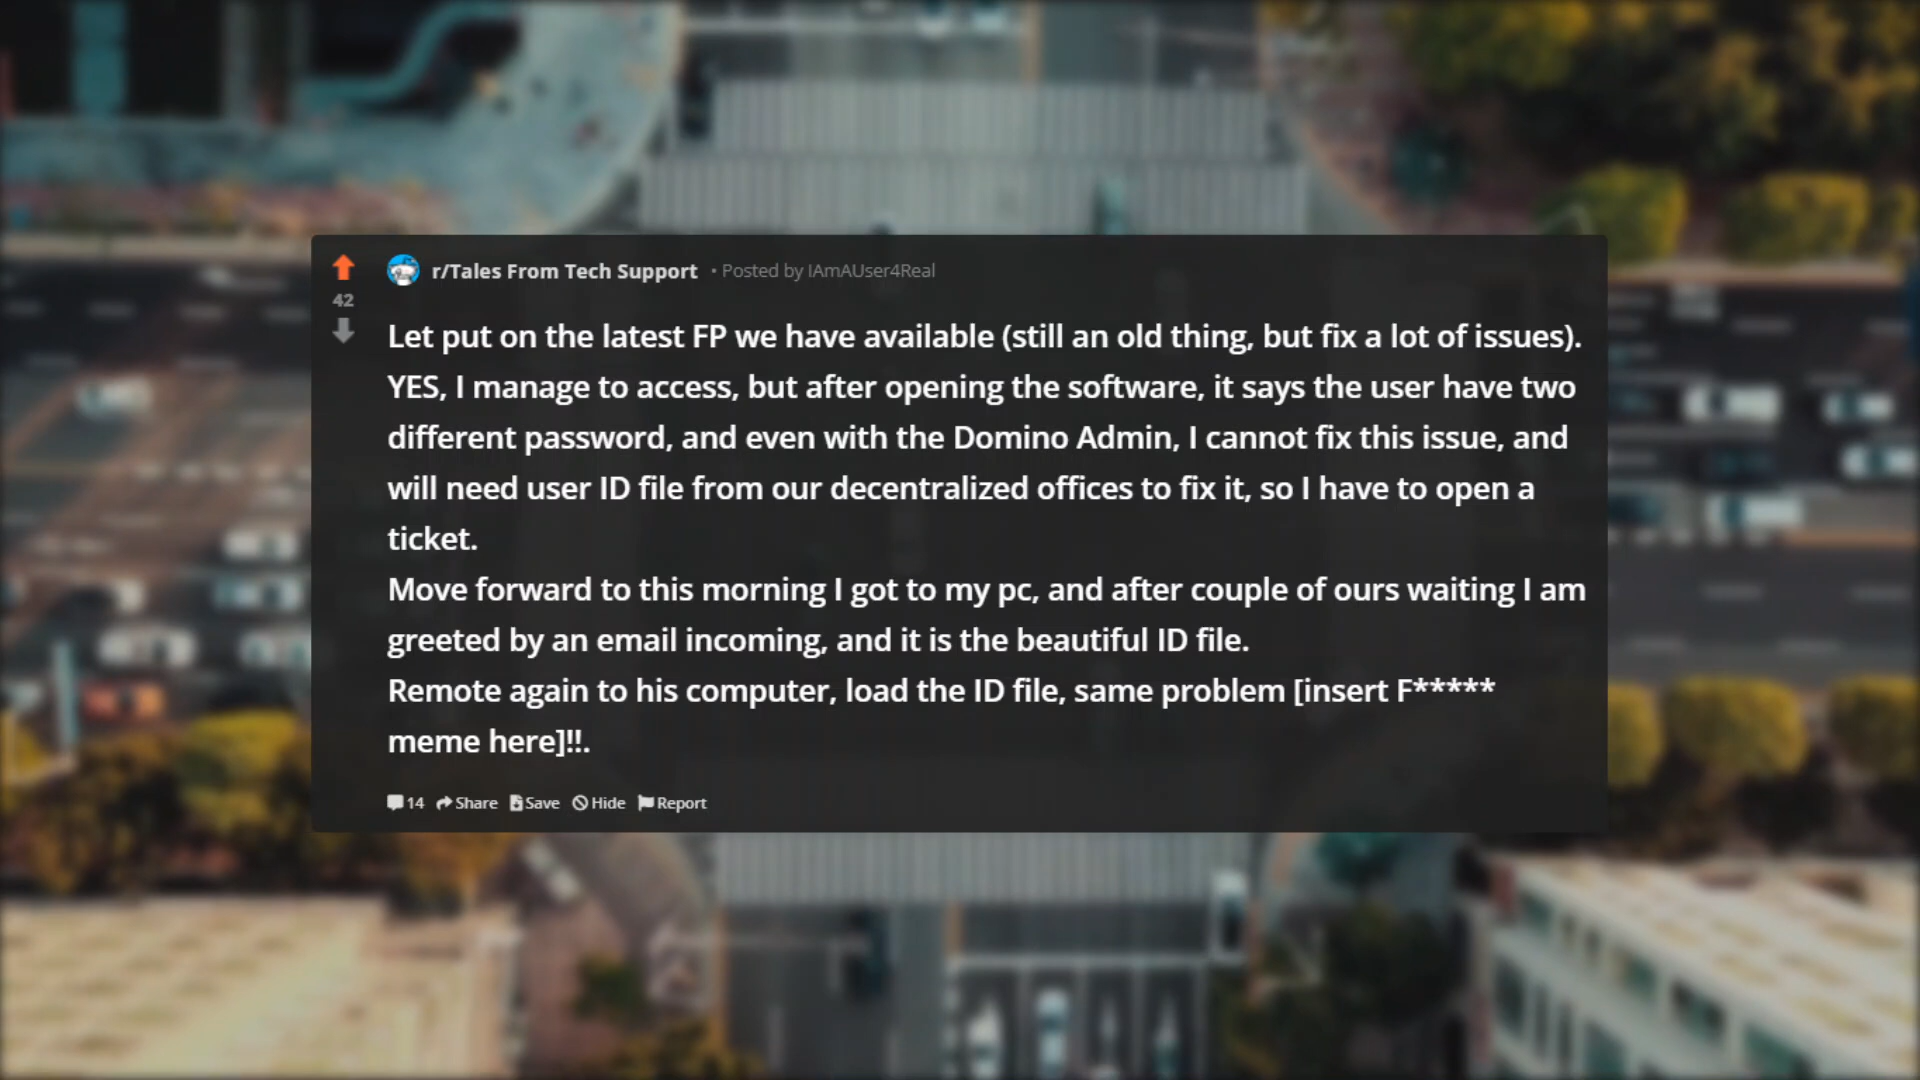 r/Tales From Tech Support • Posted by IAmAUser4Real
42
Let put on the latest FP we have available (still an old thing, but fix a lot of issues).
YES, I manage to access, but after opening the software, it says the user have two
different password, and even with the Domino Admin, I cannot fix this issue, and
will need user ID file from our decentralized offices to fix it, so I have to open a
ticket.
Move forward to this morning I got to my pc, and after couple of ours waiting I am
greeted by an email incoming, and it is the beautiful ID file.
Remote again to his computer, load the ID file, same problem [insert F*****
meme here]!!.
14 Share Save Hide Report